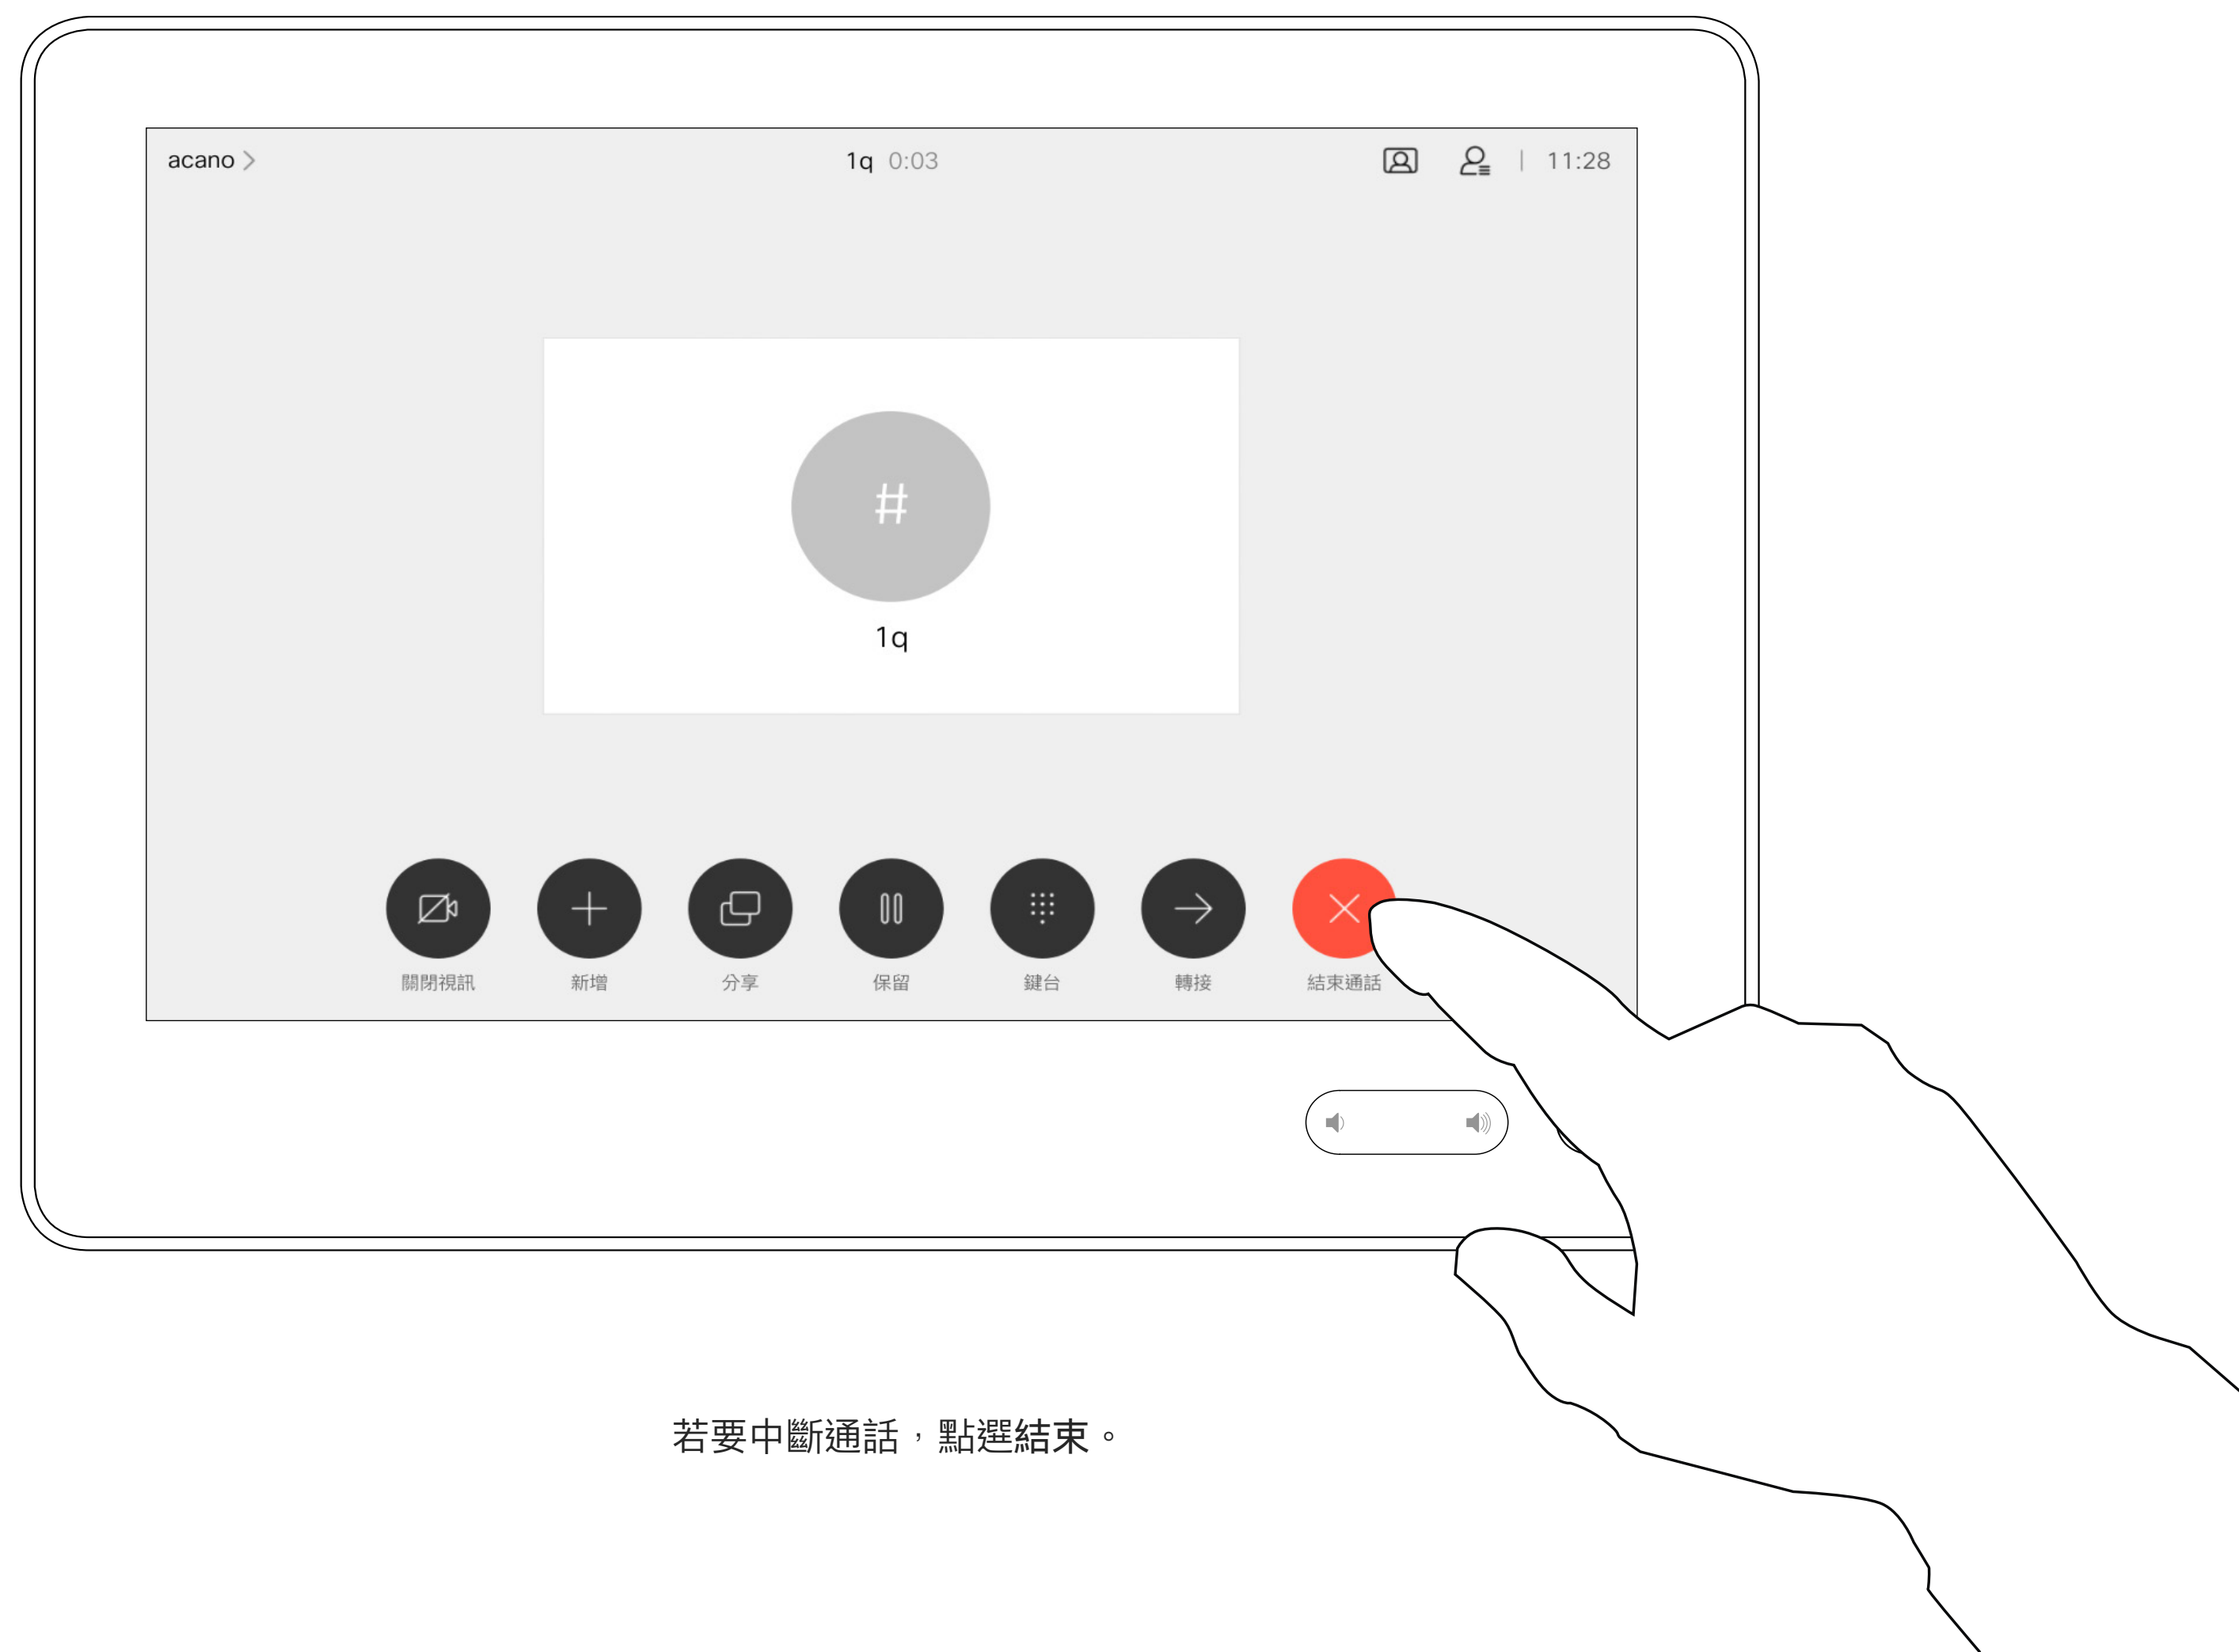 acano
1q 0:03
11:28
#
1q
關閉視訊
新增
分享
保留
鍵台
轉接
結束通話
若要中斷通話，點選結束。